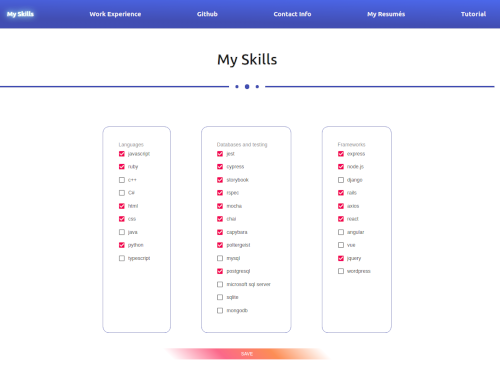 My Skills Work Experience Github Contact Info My Resumés Tutorial
My Skills
Languages
javascript
ruby
c++
C#
html
css
java
python
typescript
Databases and testing
jest
cypress
storybook
rspec
mocha
chai
capybara
poltergeist
mysql
postgresql
microsoft sql server
sqlite
mongodb
Frameworks
express
node.js
django
rails
axios
react
angular
vue
jquery
wordpress
SAVE